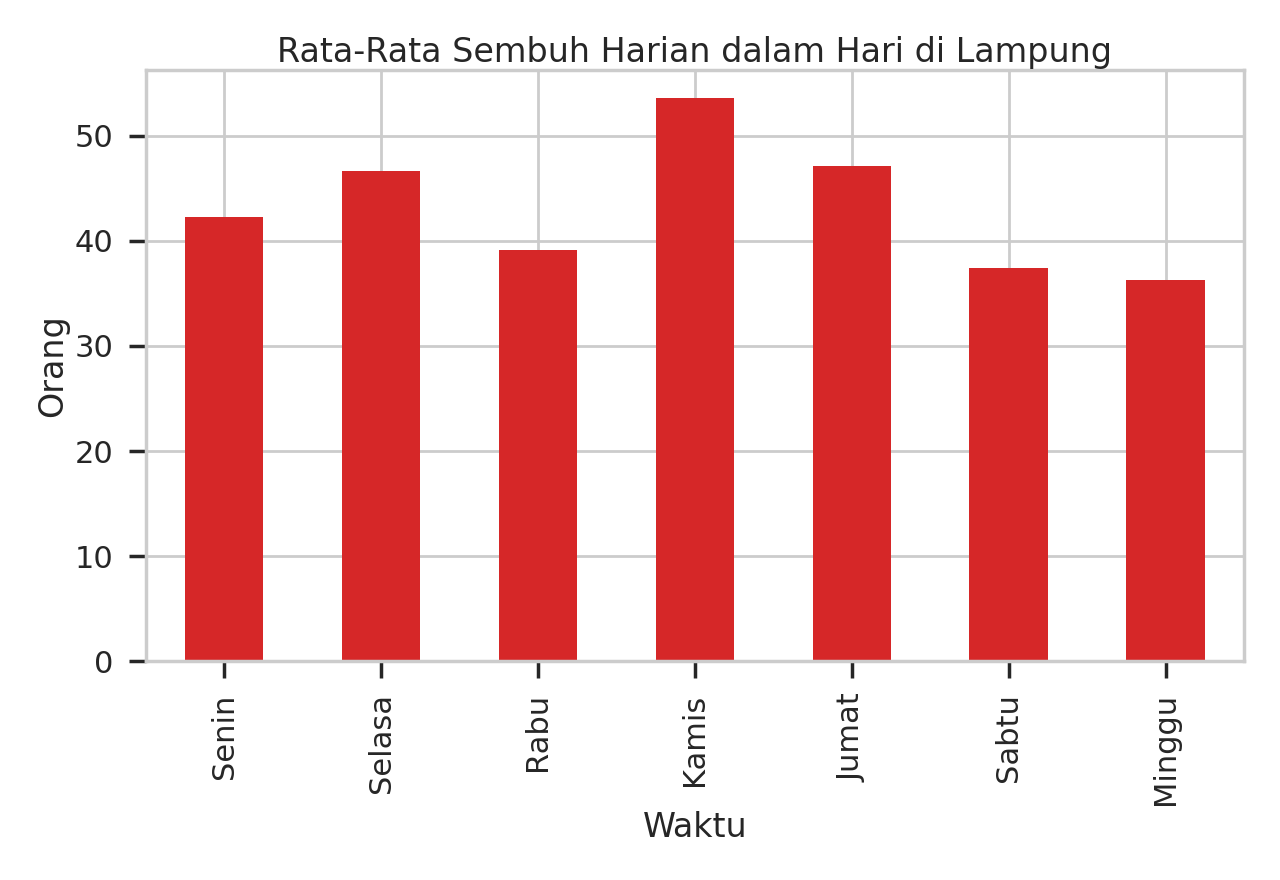 Rata-Rata Sembuh Harian dalam Hari di Lampung
Orang
50
40
30
20
10
0
Senin
Selasa
Rabu
Kamis
Jumat
Sabtu
Minggu
Waktu